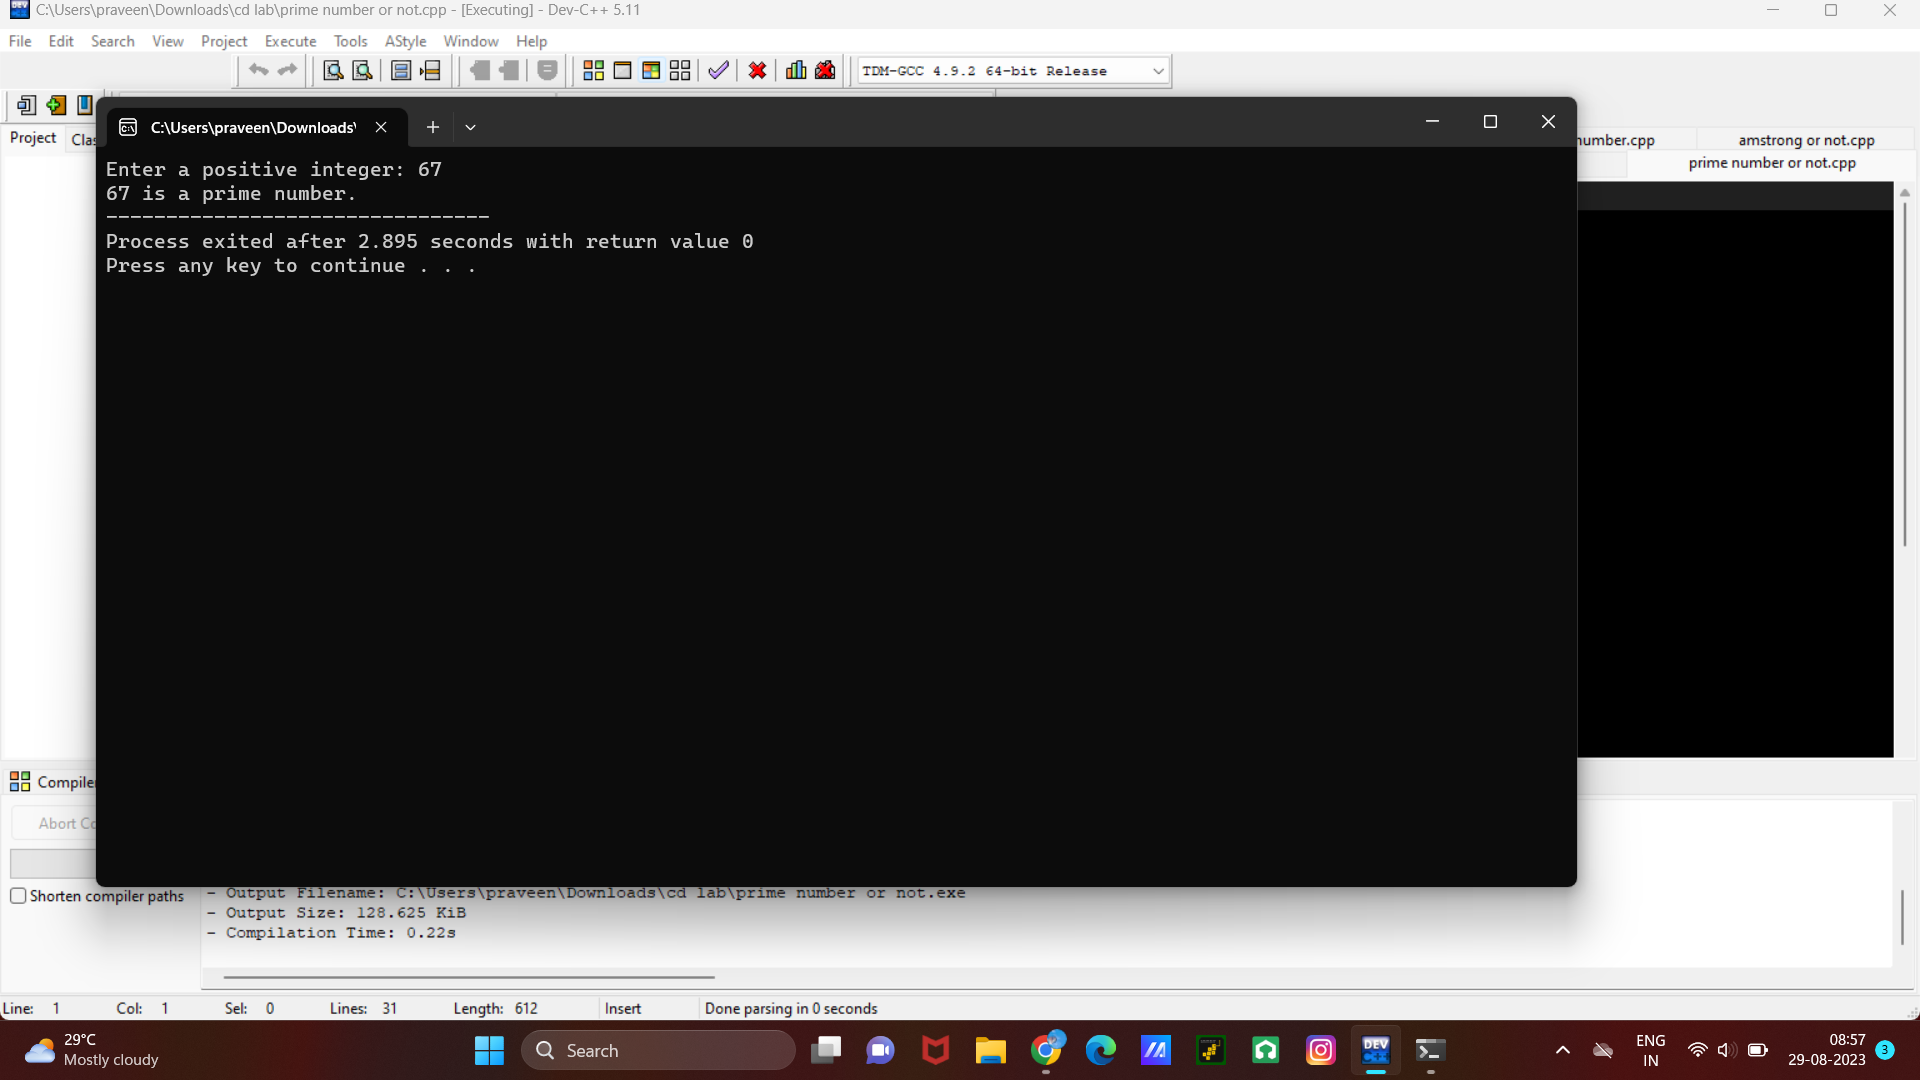 C:\Users\praveen\Downloads\cd lab\prime number or not.cpp - [Executing] - Dev-C++ 5.11
File Edit Search View Project Execute Tools AStyle Window Help
TDM-GCC 4.9.2 64-bit Release
Project
C:\Users\praveen\Downloads\
amstrong or not.cpp
prime number or not.cpp
Enter a positive integer: 67
67 is a prime number.
--------------------------------
Process exited after 2.895 seconds with return value 0
Press any key to continue . . .
Compiler
Abort
Shorten compiler paths
- Output Filename: C:\Users\praveen\Downloads\cd lab\prime number or not.exe
- Output Size: 128.625 KiB
- Compilation Time: 0.22s
Line: 1 Col: 1 Sel: 0 Lines: 31 Length: 612 Insert Done parsing in 0 seconds
29°C
Mostly cloudy
Search
DEV C++
ENG
IN
08:57
29-08-2023
3